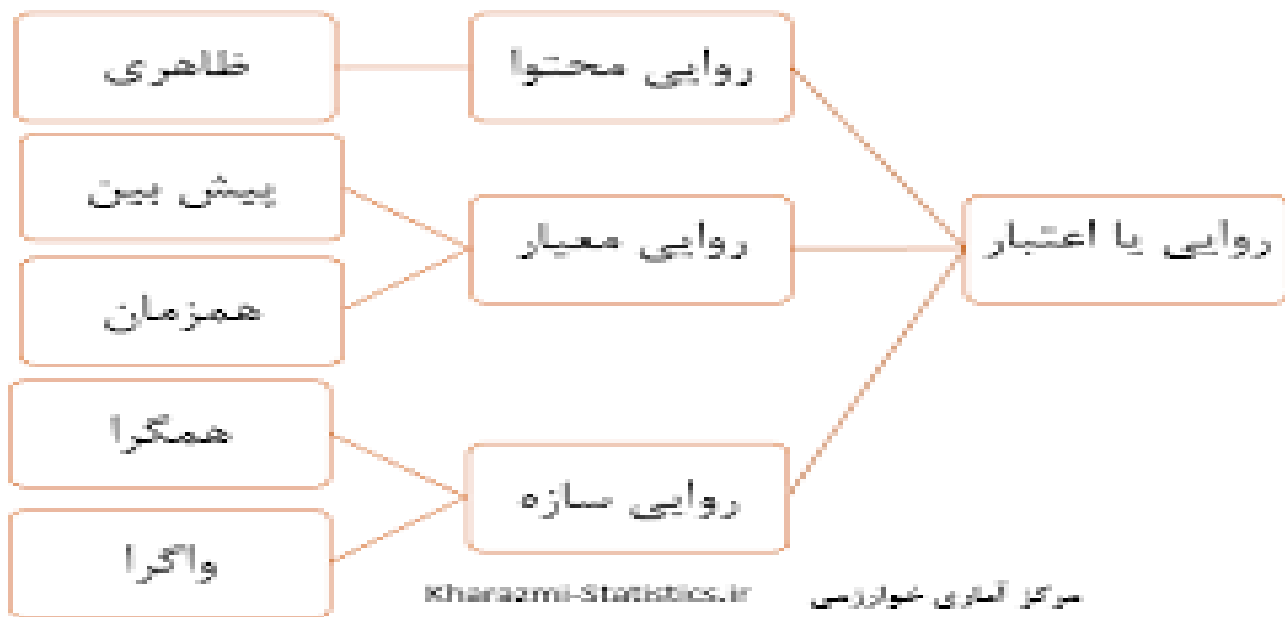 روایی یا اعتبار
روایی محتوا
ظاهری
روایی معیار
پیش بین
همزمان
روایی سازه
همگرا
واگرا
مرکز آماری خوارزمی
Kharazmi-Statistics.ir